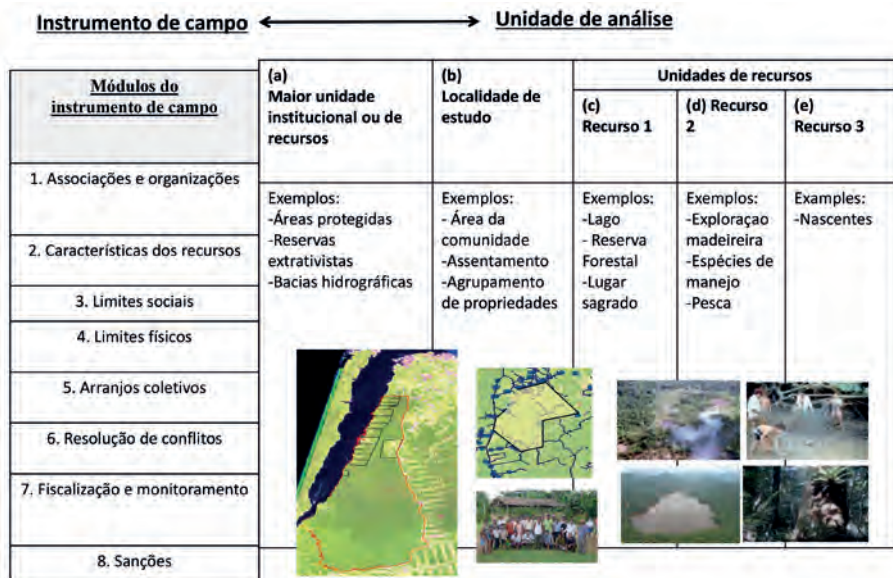 Instrumento de campo
Unidade de análise
Módulos do
instrumento de campo
(a)
Maior unidade
institucional ou de
recursos
(b)
Localidade de
estudo
Unidades de recursos
(c)
Recurso 1
(d) Recurso
2
(e)
Recurso 3
1. Associações e organizações
2. Características dos recursos
3. Limites sociais
4. Limites físicos
5. Arranjos coletivos
6. Resolução de conflitos
7. Fiscalização e monitoramento
8. Sanções
Exemplos:
-Áreas protegidas
-Reservas
extrativistas
-Bacias hidrográficas
Exemplos:
- Área da
comunidade
-Assentamento
-Agrupamento
de propriedades
Exemplos:
-Lago
- Reserva
Forestal
-Lugar
sagrado
Exemplos:
-Exploraçao
madeireira
-Espécies de
manejo
-Pesca
Examples:
-Nascentes